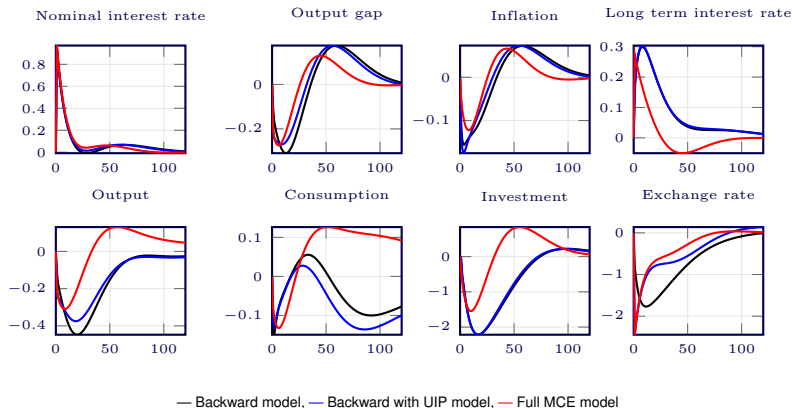 Nominal interest rate
Output gap
Inflation
Long term interest rate
0.8
0.6
0.4
0.2
0
0 50 100
0
−0.2
0 50 100
0
−0.1
0 50 100
0.3
0.2
0.1
0
0 50 100
Output
Consumption
Investment
Exchange rate
0
−0.2
−0.4
0 50 100
0.1
0
−0.1
0 50 100
0
−1
−2
0 50 100
0
−1
−2
0 50 100
— Backward model, — Backward with UIP model, — Full MCE model